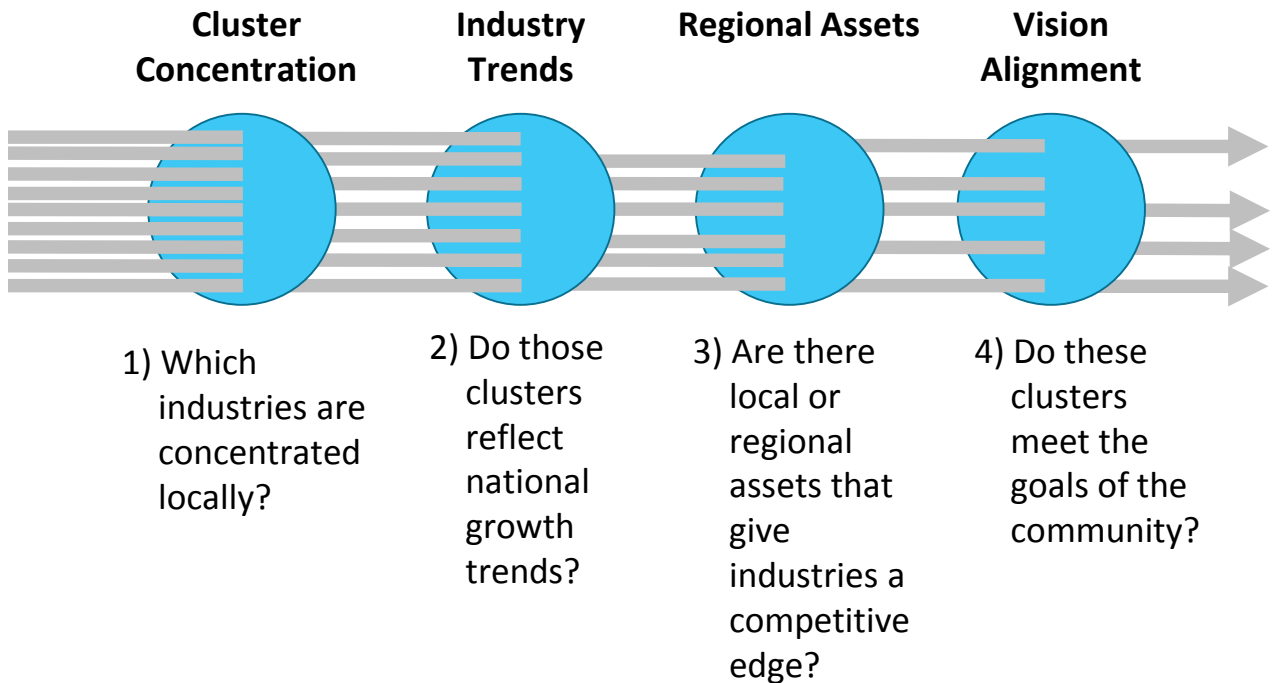 Cluster
Concentration
Industry
Trends
Regional Assets
Vision
Alignment
1) Which
industries are
concentrated
locally?
2) Do those
clusters
reflect
national
growth
trends?
3) Are there
local or
regional
assets that
give
industries a
competitive
edge?
4) Do these
clusters
meet the
goals of the
community?